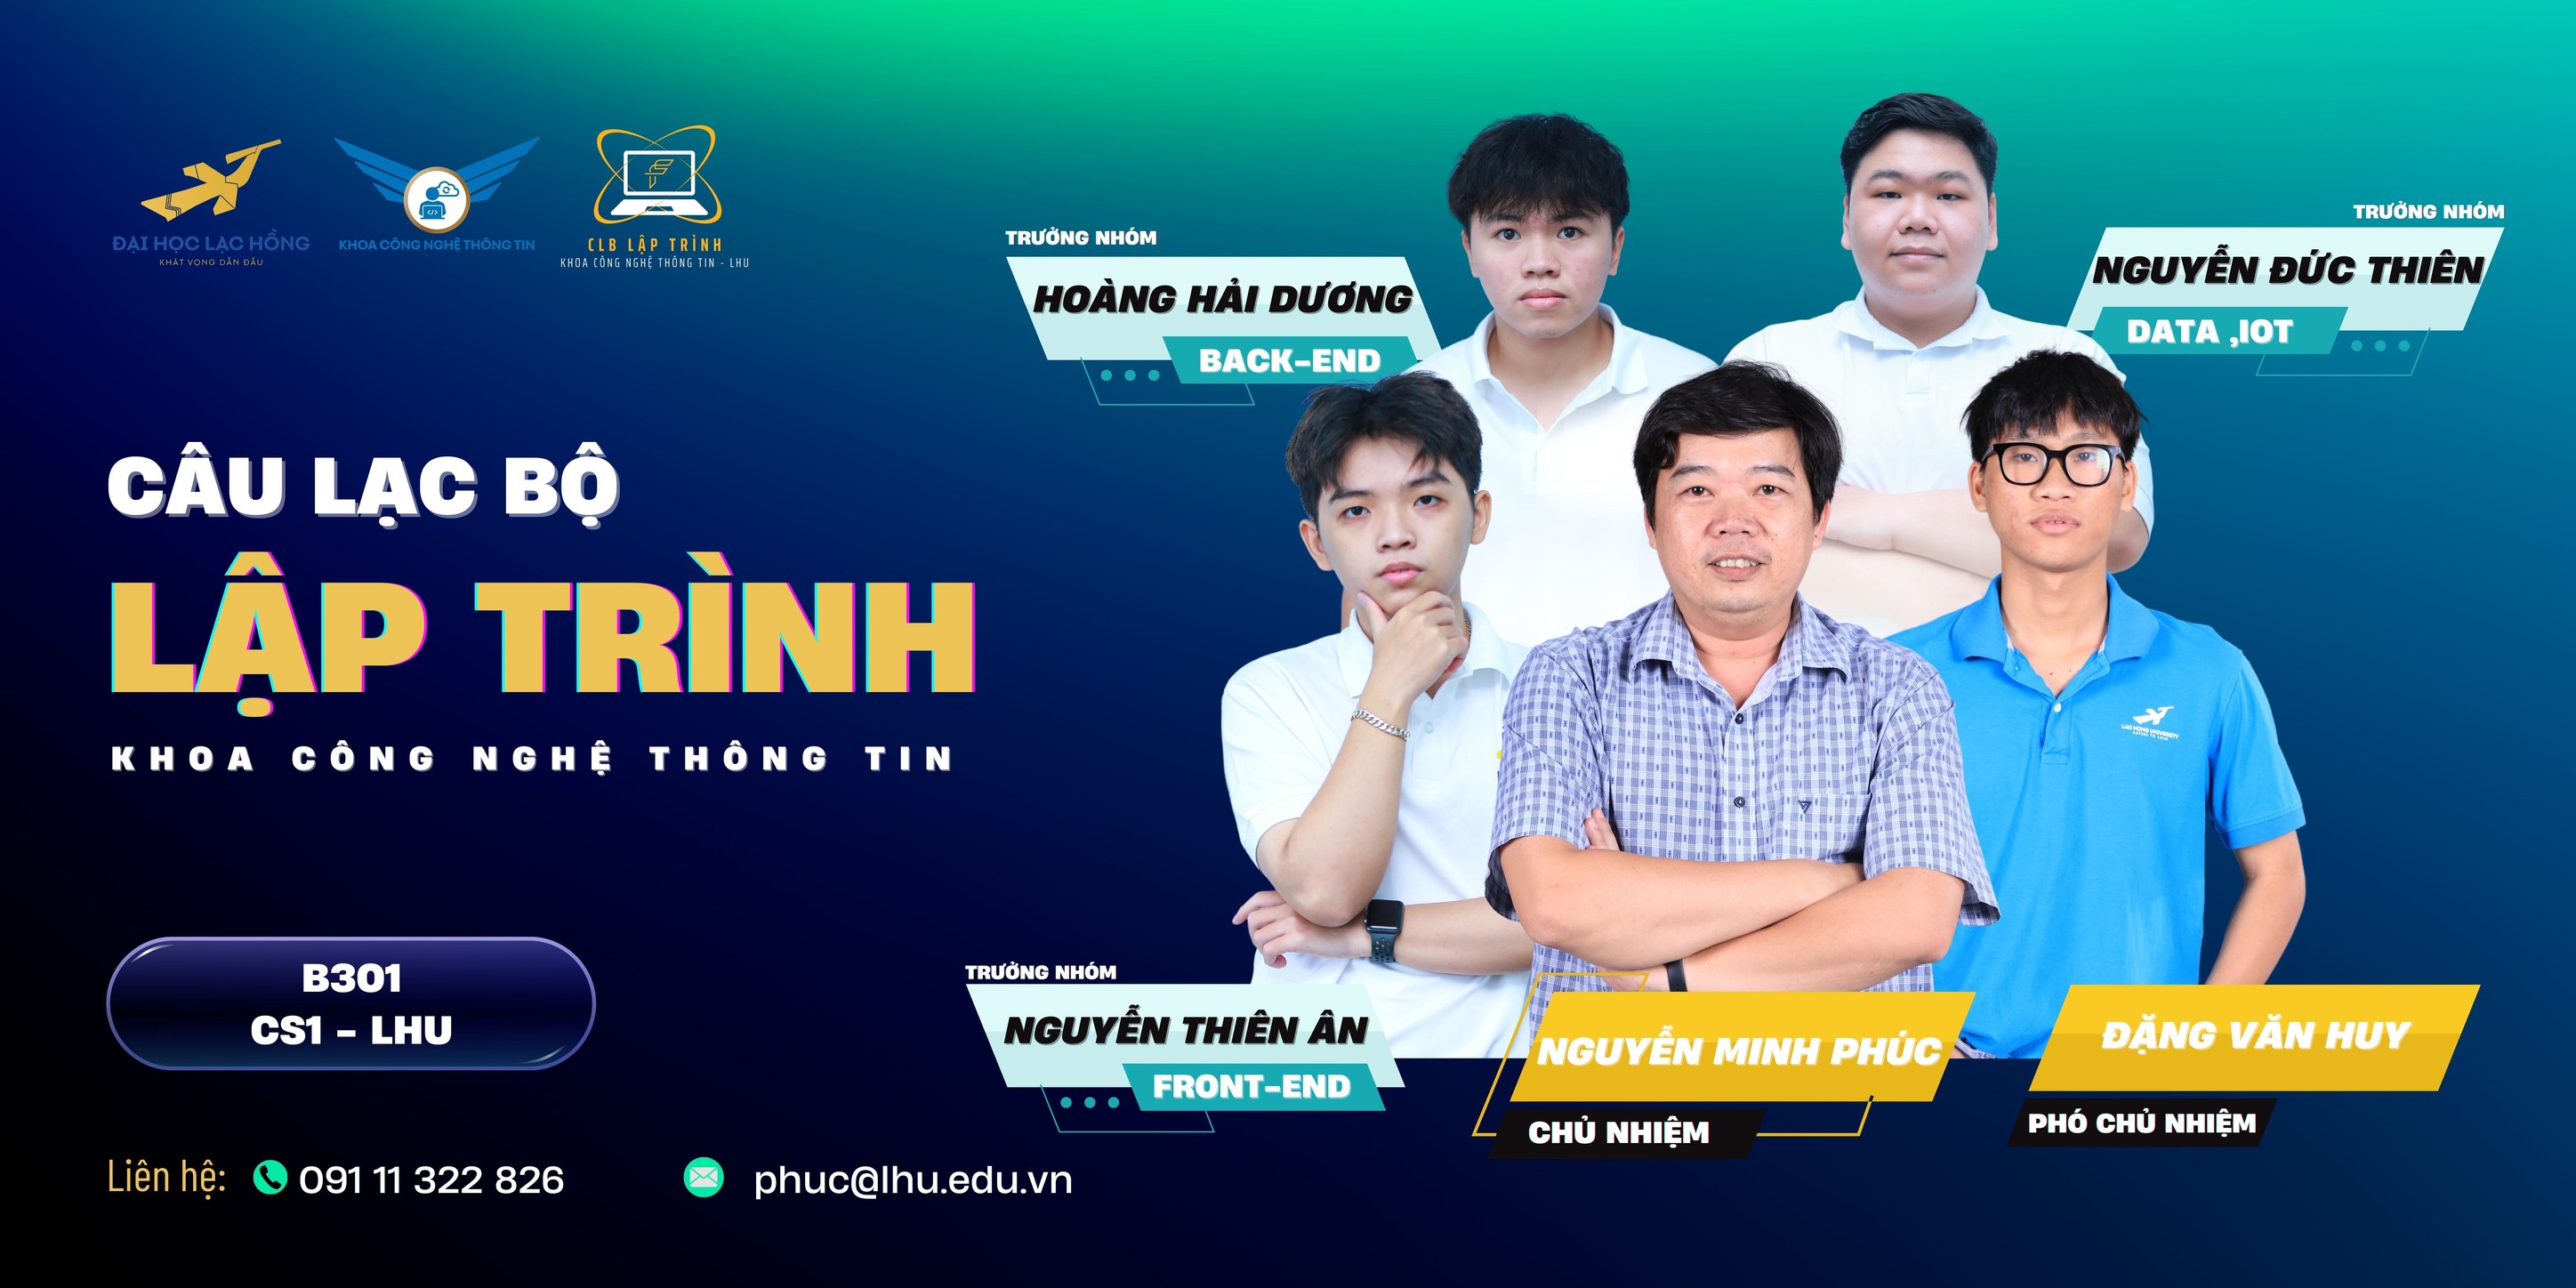 ĐẠI HỌC LẠC HỒNG
KHÁT VỌNG DẪN ĐẦU
KHOA CÔNG NGHỆ THÔNG TIN
CLB LẬP TRÌNH
KHOA CÔNG NGHỆ THÔNG TIN - LHU
CÂU LẠC BỘ
LẬP TRÌNH
KHOA CÔNG NGHỆ THÔNG TIN
B301
CS1 - LHU
Liên hệ: 091 11 322 826 phuc@lhu.edu.vn
TRƯỞNG NHÓM
HOÀNG HẢI DƯƠNG
BACK-END
TRƯỞNG NHÓM
NGUYỄN ĐỨC THIÊN
DATA ,IOT
LAC HONG UNIVERSITY
TRƯỞNG NHÓM
NGUYỄN THIÊN ÂN
FRONT-END
NGUYỄN MINH PHÚC
CHỦ NHIỆM
ĐẶNG VĂN HUY
PHÓ CHỦ NHIỆM